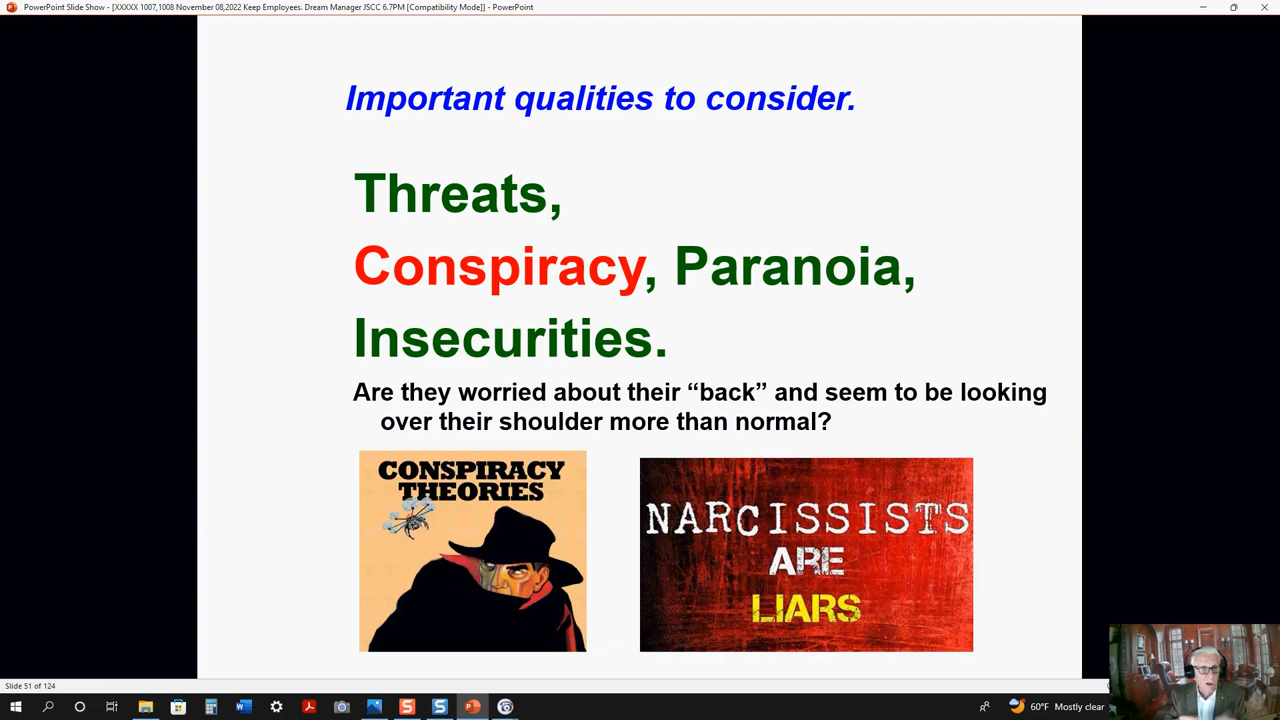 PowerPoint Slide Show - [XXXXX 1007,1008 November 08,2022 Keep Employees. Dream Manager JSCC 6.7PM [Compatibility Mode]] - PowerPoint
Important qualities to consider.
Threats,
Conspiracy, Paranoia,
Insecurities.
Are they worried about their “back” and seem to be looking
over their shoulder more than normal?
CONSPIRACY
THEORIES
NARCISSISTS
ARE
LIARS
Slide 51 of 124
60°F Mostly clear